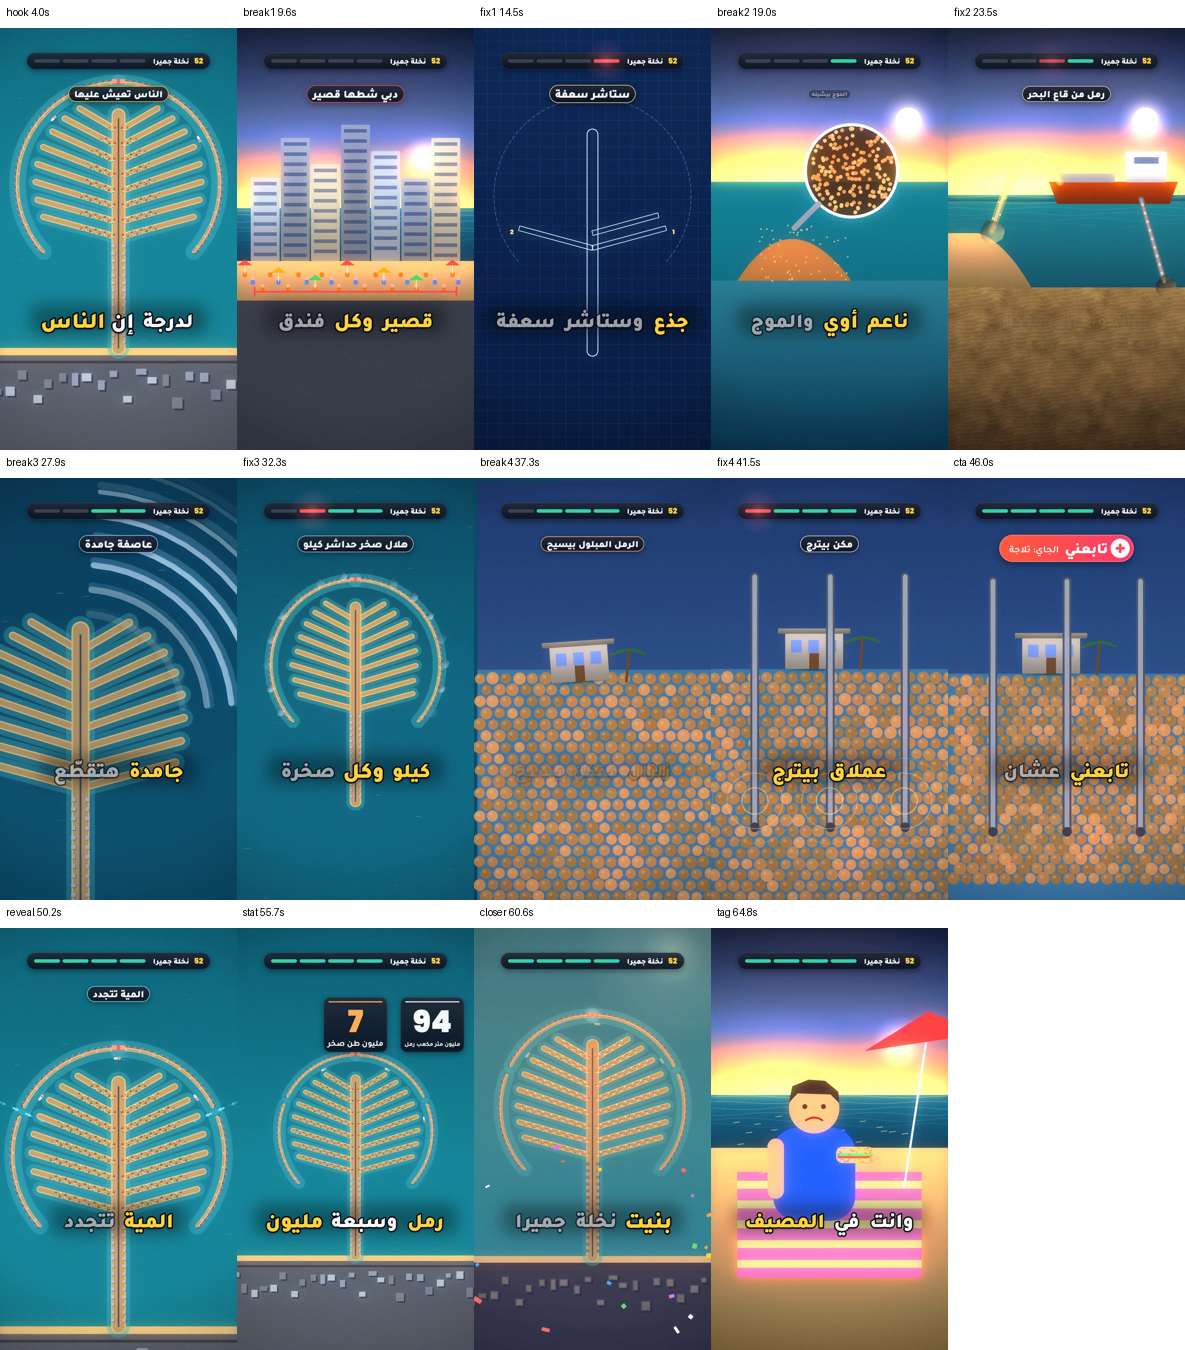 hook 4.0s
52 نخلة جميرا
الناس تعيش عليها
لدرجة إن الناس
break1 9.6s
52 نخلة جميرا
دبي شطها قصير
قصير وكل فندق
fix1 14.5s
52 نخلة جميرا
ستاشر سعفة
2
1
جذع وستاشر سعفة
break2 19.0s
52 نخلة جميرا
الموج بيشيله
ناعم أوي والموج
fix2 23.5s
52 نخلة جميرا
رمل من قاع البحر
break3 27.9s
52 نخلة جميرا
عاصفة جامدة
جامدة هتقطّع
fix3 32.3s
52 نخلة جميرا
هلال صخر حداشر كيلو
كيلو وكل صخرة
break4 37.3s
52 نخلة جميرا
الرمل المبلول بيسيح
fix4 41.5s
52 نخلة جميرا
مكن بيترج
عملاق بيترج
cta 46.0s
52 نخلة جميرا
تابعني الجاي: تلاجة
تابعني عشان
reveal 50.2s
52 نخلة جميرا
المية تتجدد
المية تتجدد
stat 55.7s
52 نخلة جميرا
94
مليون متر مكعب رمل
7
مليون طن صخر
رمل وسبعة مليون
closer 60.6s
52 نخلة جميرا
بنيت نخلة جميرا
tag 64.8s
52 نخلة جميرا
وانت في المصيف